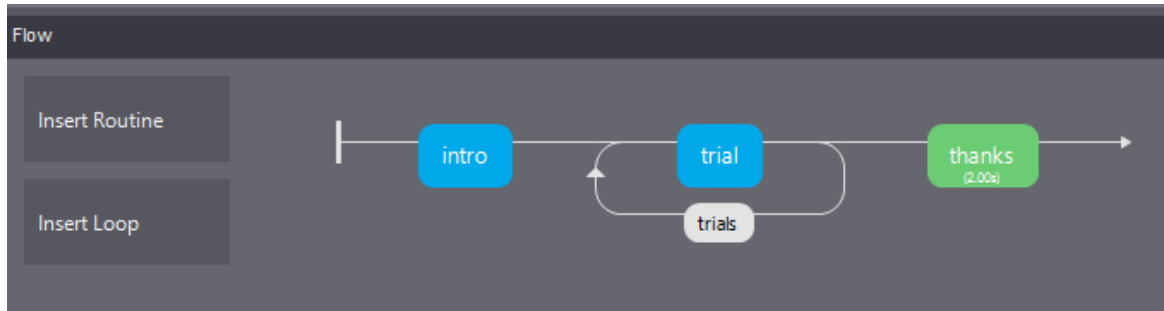 Flow
Insert Routine
Insert Loop
intro
trial
trials
thanks
(2.00s)